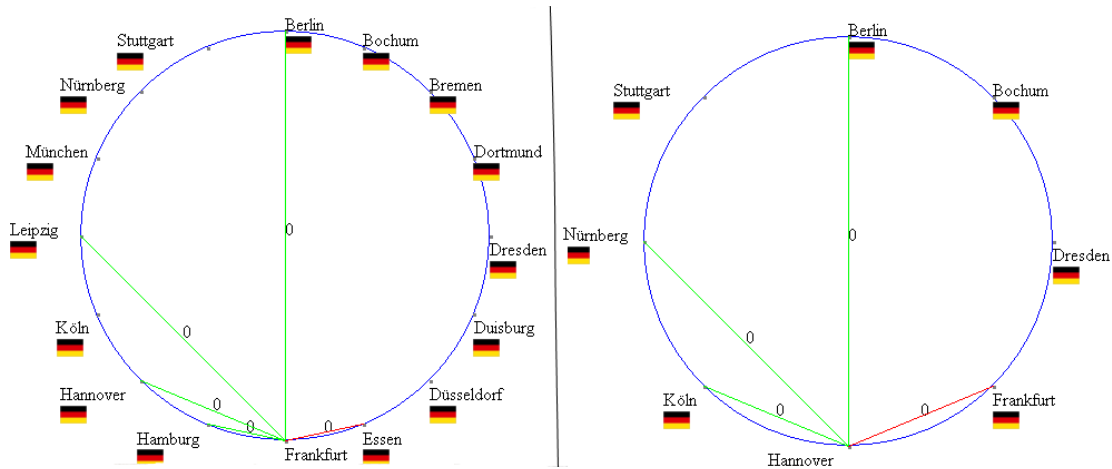 Berlin
Stuttgart
Bochum
Nürnberg
Bremen
München
Dortmund
Leipzig
0
Dresden
0
Köln
Duisburg
Hannover
0
Düsseldorf
0
0
Hamburg
Frankfurt
Essen
Berlin
Stuttgart
Bochum
Nürnberg
0
Dresden
0
Köln
0
0
Frankfurt
Hannover